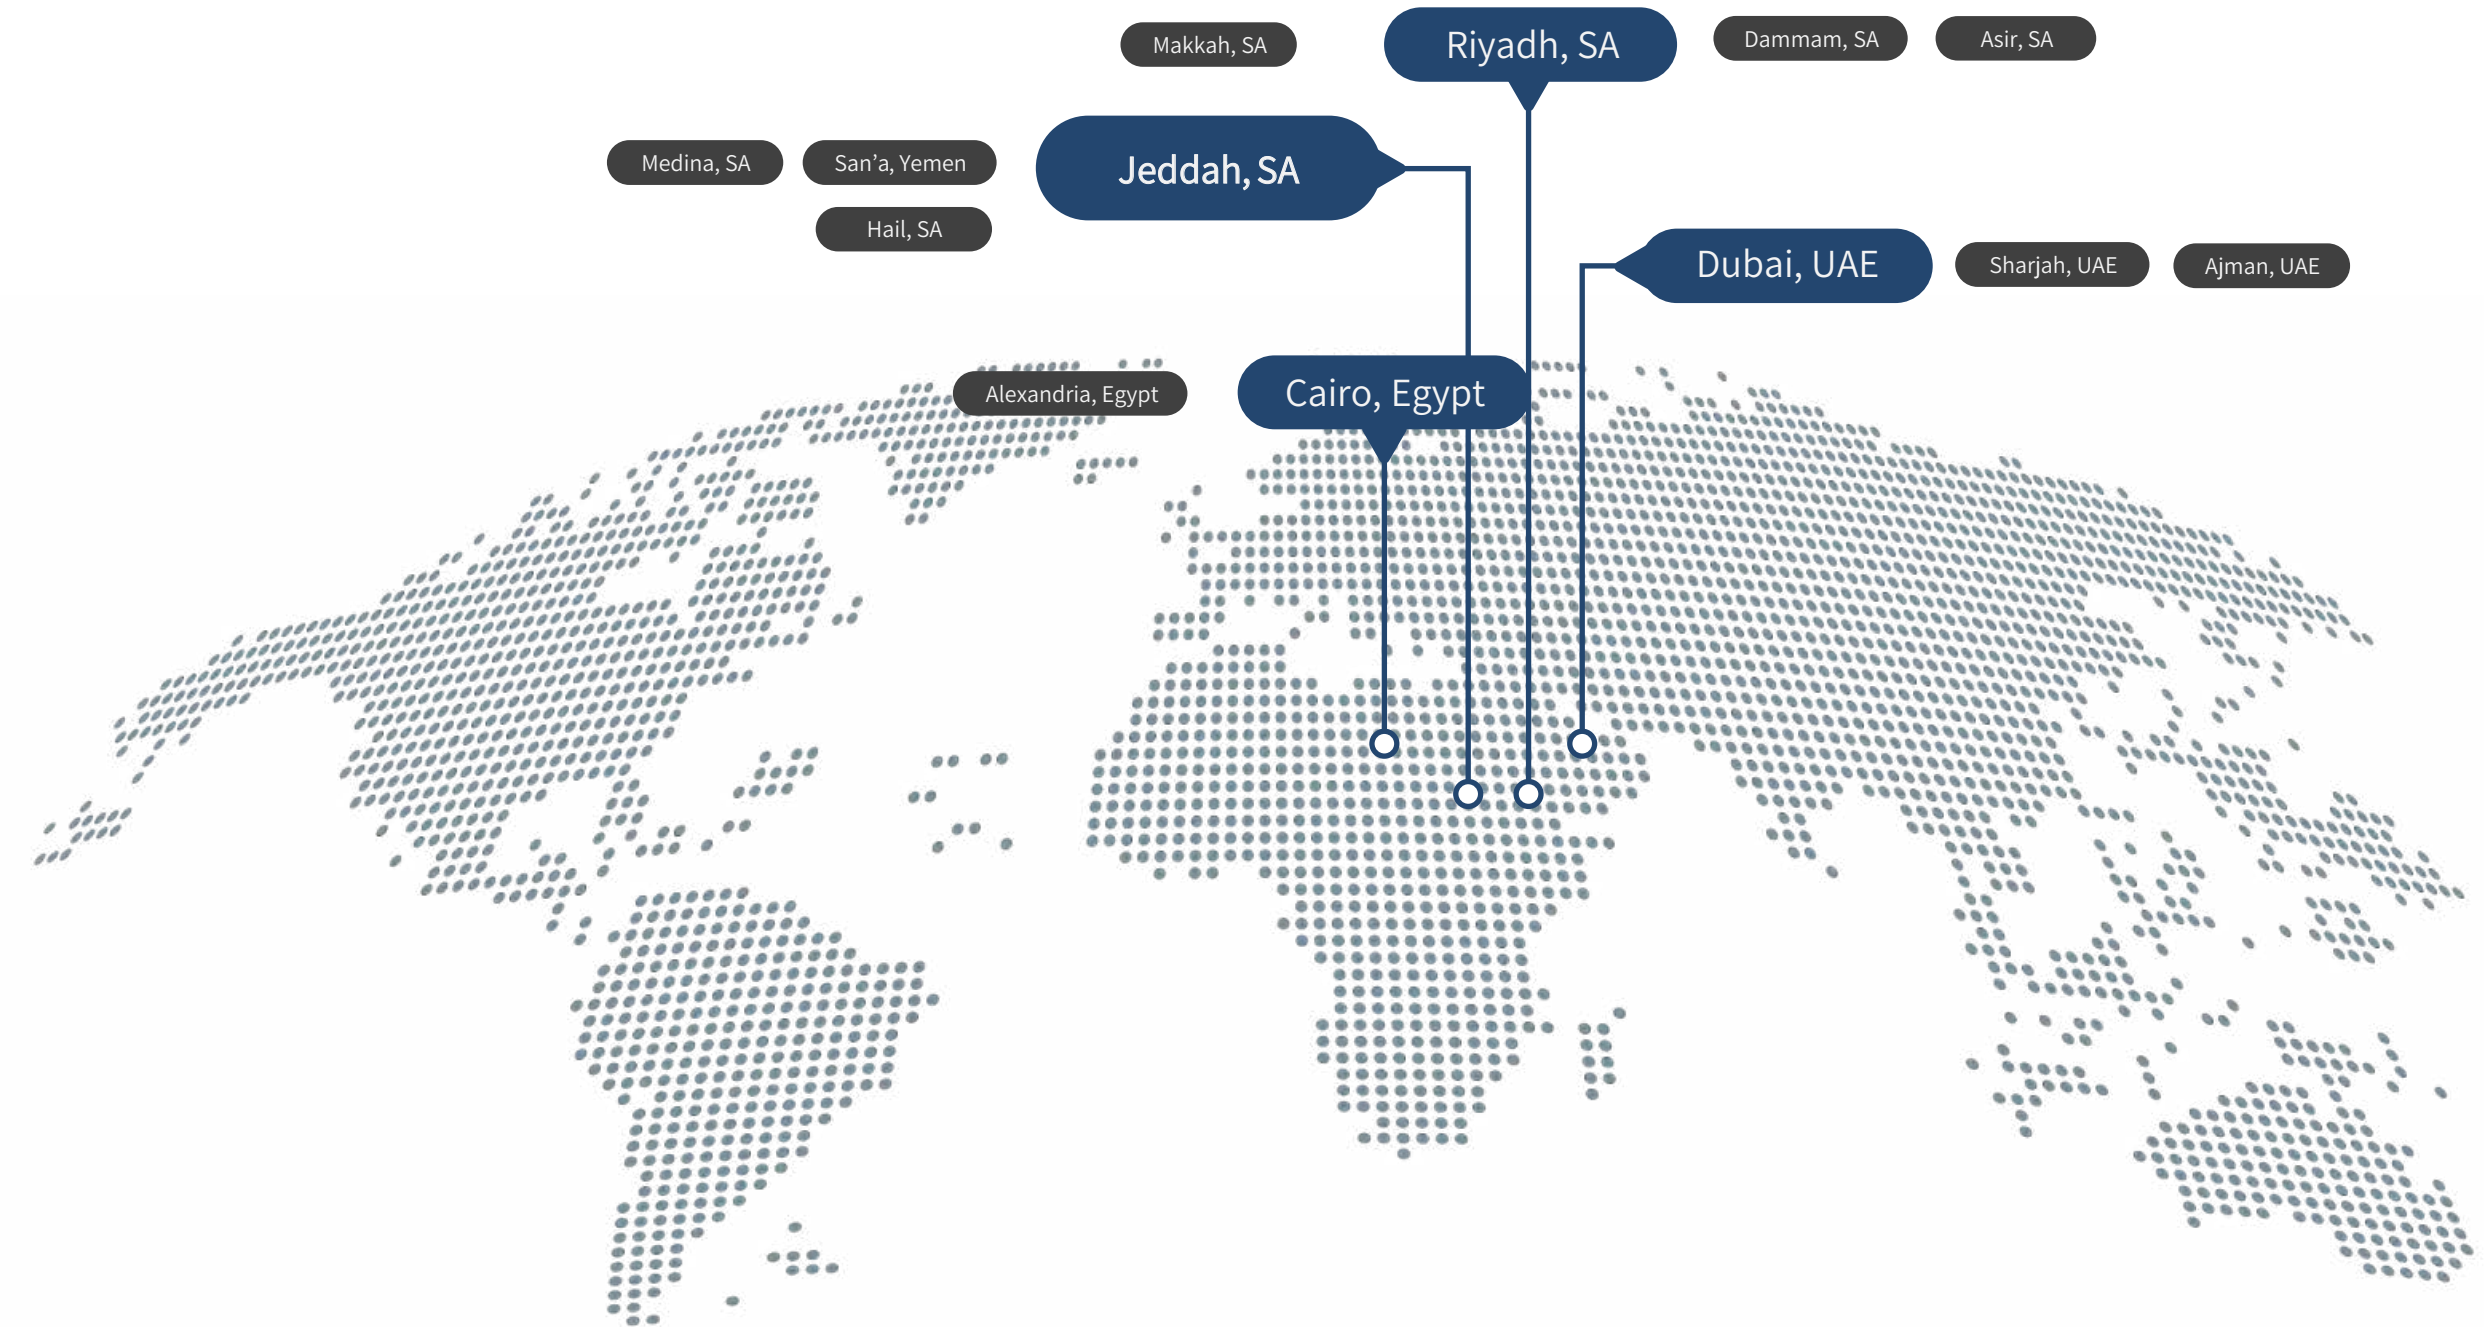 Makkah, SA
Riyadh, SA
Dammam, SA
Asir, SA
Medina, SA
San’a, Yemen
Jeddah, SA
Hail, SA
Dubai, UAE
Sharjah, UAE
Ajman, UAE
Alexandria, Egypt
Cairo, Egypt